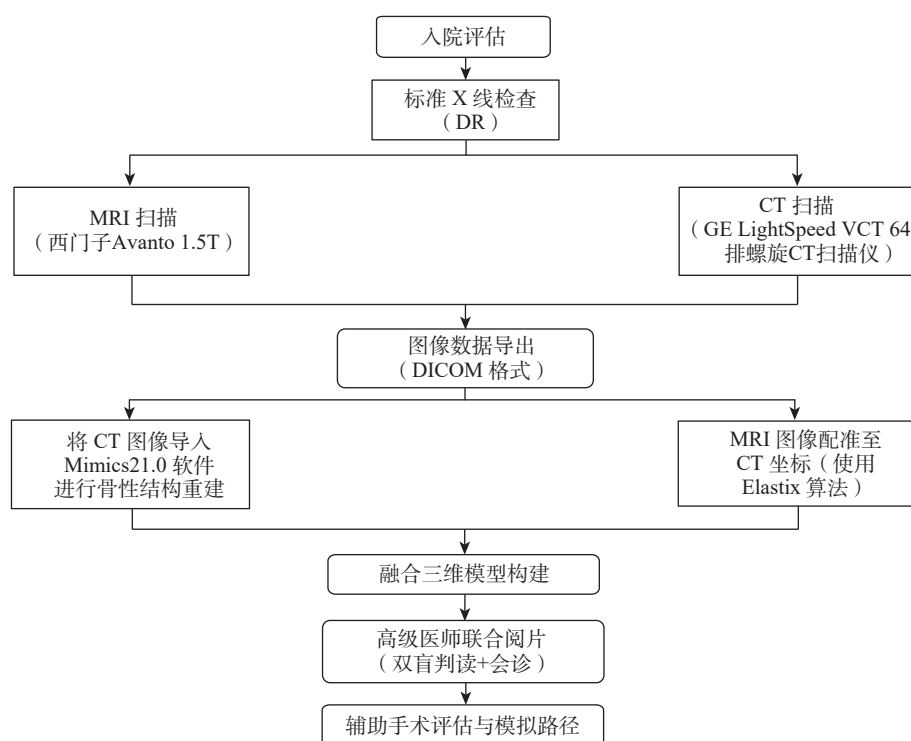 入院评估
标准 X 线检查
（DR）
MRI 扫描
（西门子Avanto 1.5T）
CT 扫描
（GE LightSpeed VCT 64
排螺旋CT扫描仪）
图像数据导出
（DICOM 格式）
将 CT 图像导入
Mimics21.0 软件
进行骨性结构重建
MRI 图像配准至
CT 坐标（使用
Elastix 算法）
融合三维模型构建
高级医师联合阅片
（双盲判读+会诊）
辅助手术评估与模拟路径